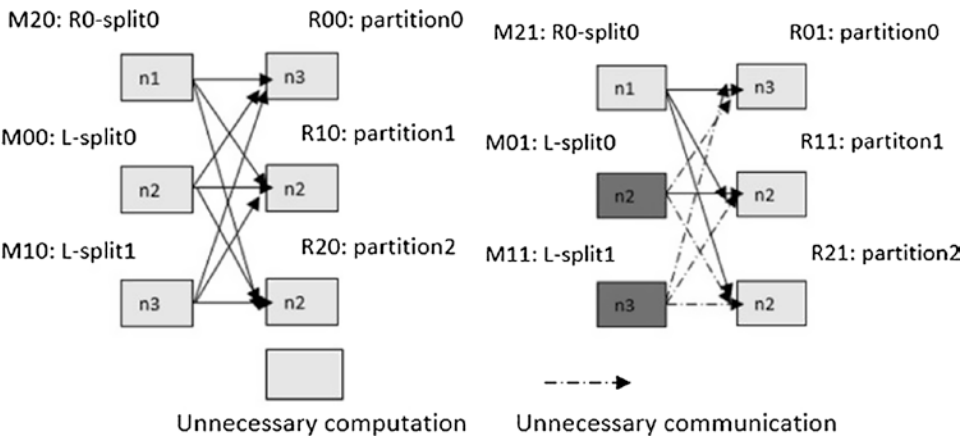 M20: R0-split0
R00: partition0
n1
n3
M00: L-split0
R10: partition1
n2
n2
M10: L-split1
R20: partition2
n3
n2
Unnecessary computation
M21: R0-split0
R01: partition0
n1
n3
M01: L-split0
R11: partiton1
n2
n2
M11: L-split1
R21: partition2
n3
n2
Unnecessary communication